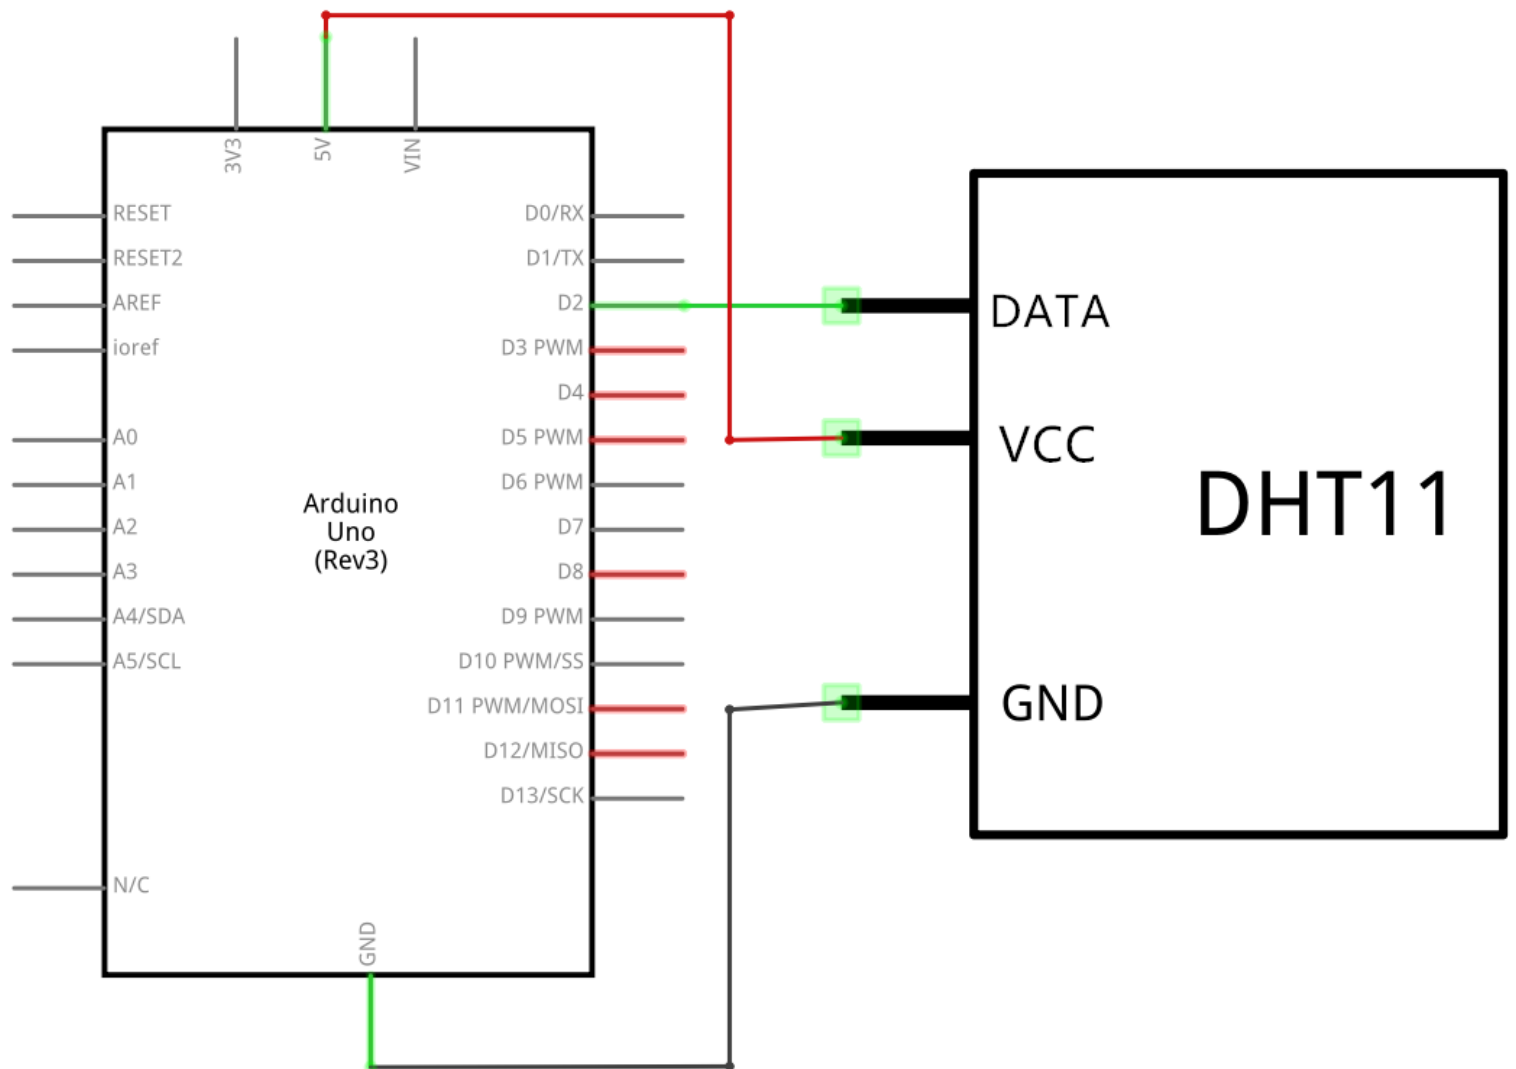 3V3
5V
VIN
RESET
RESET2
AREF
ioref
A0
A1
A2
A3
A4/SDA
A5/SCL
N/C
Arduino
Uno
(Rev3)
D0/RX
D1/TX
D2
D3 PWM
D4
D5 PWM
D6 PWM
D7
D8
D9 PWM
D10 PWM/SS
D11 PWM/MOSI
D12/MISO
D13/SCK
GND
DATA
VCC
DHT11
GND